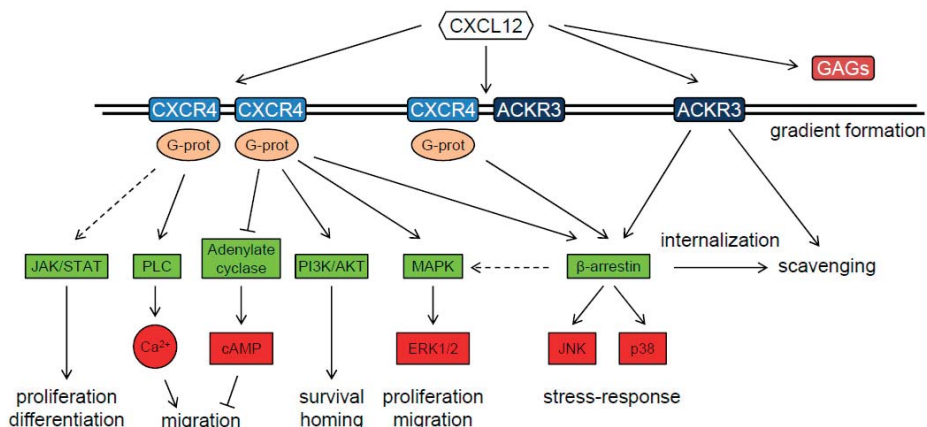 CXCL12
GAGs
CXCR4 CXCR4 CXCR4 ACKR3 ACKR3
gradient formation
G-prot G-prot G-prot
internalization
JAK/STAT PLC Adenylate cyclase PI3K/AKT MAPK β-arrestin scavenging
Ca²⁺ cAMP ERK1/2 JNK p38
proliferation
differentiation
migration
survival
homing
proliferation
migration
stress-response